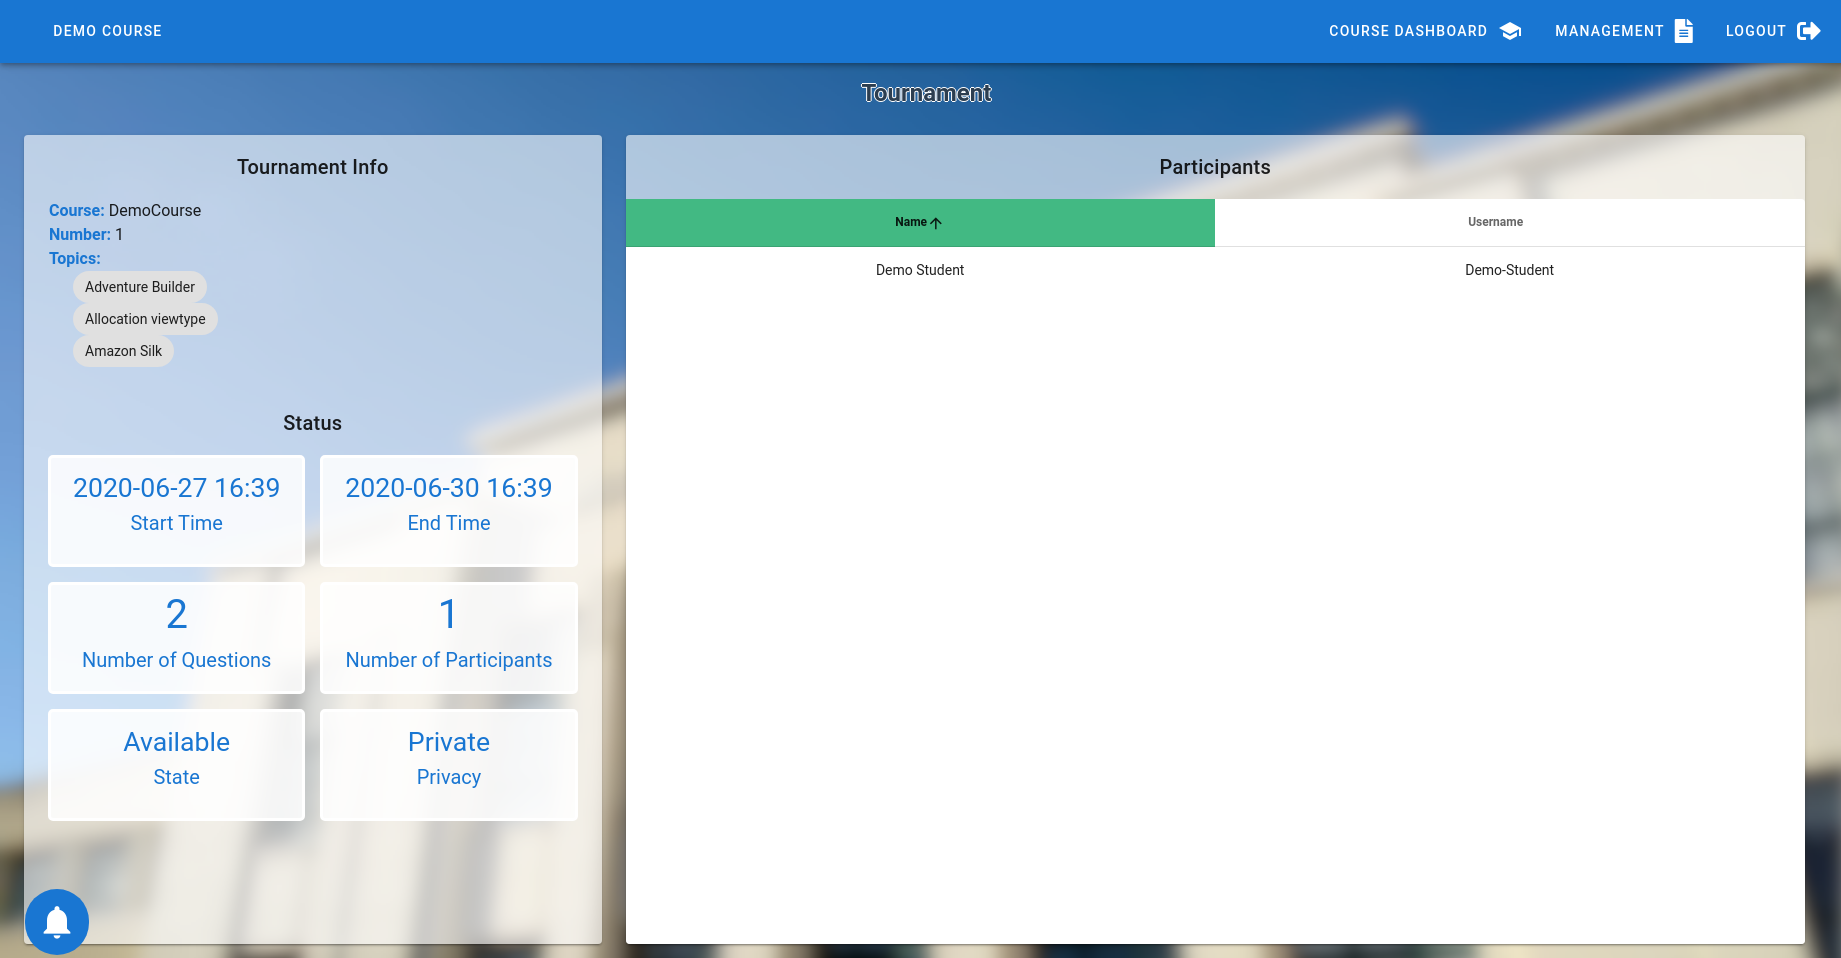 DEMO COURSE
COURSE DASHBOARD
MANAGEMENT
LOGOUT
Tournament
Tournament Info
Course: DemoCourse
Number: 1
Topics:
Adventure Builder
Allocation viewtype
Amazon Silk
Status
2020-06-27 16:39
Start Time
2020-06-30 16:39
End Time
2
Number of Questions
1
Number of Participants
Available
State
Private
Privacy
Participants
Name
Username
Demo Student
Demo-Student